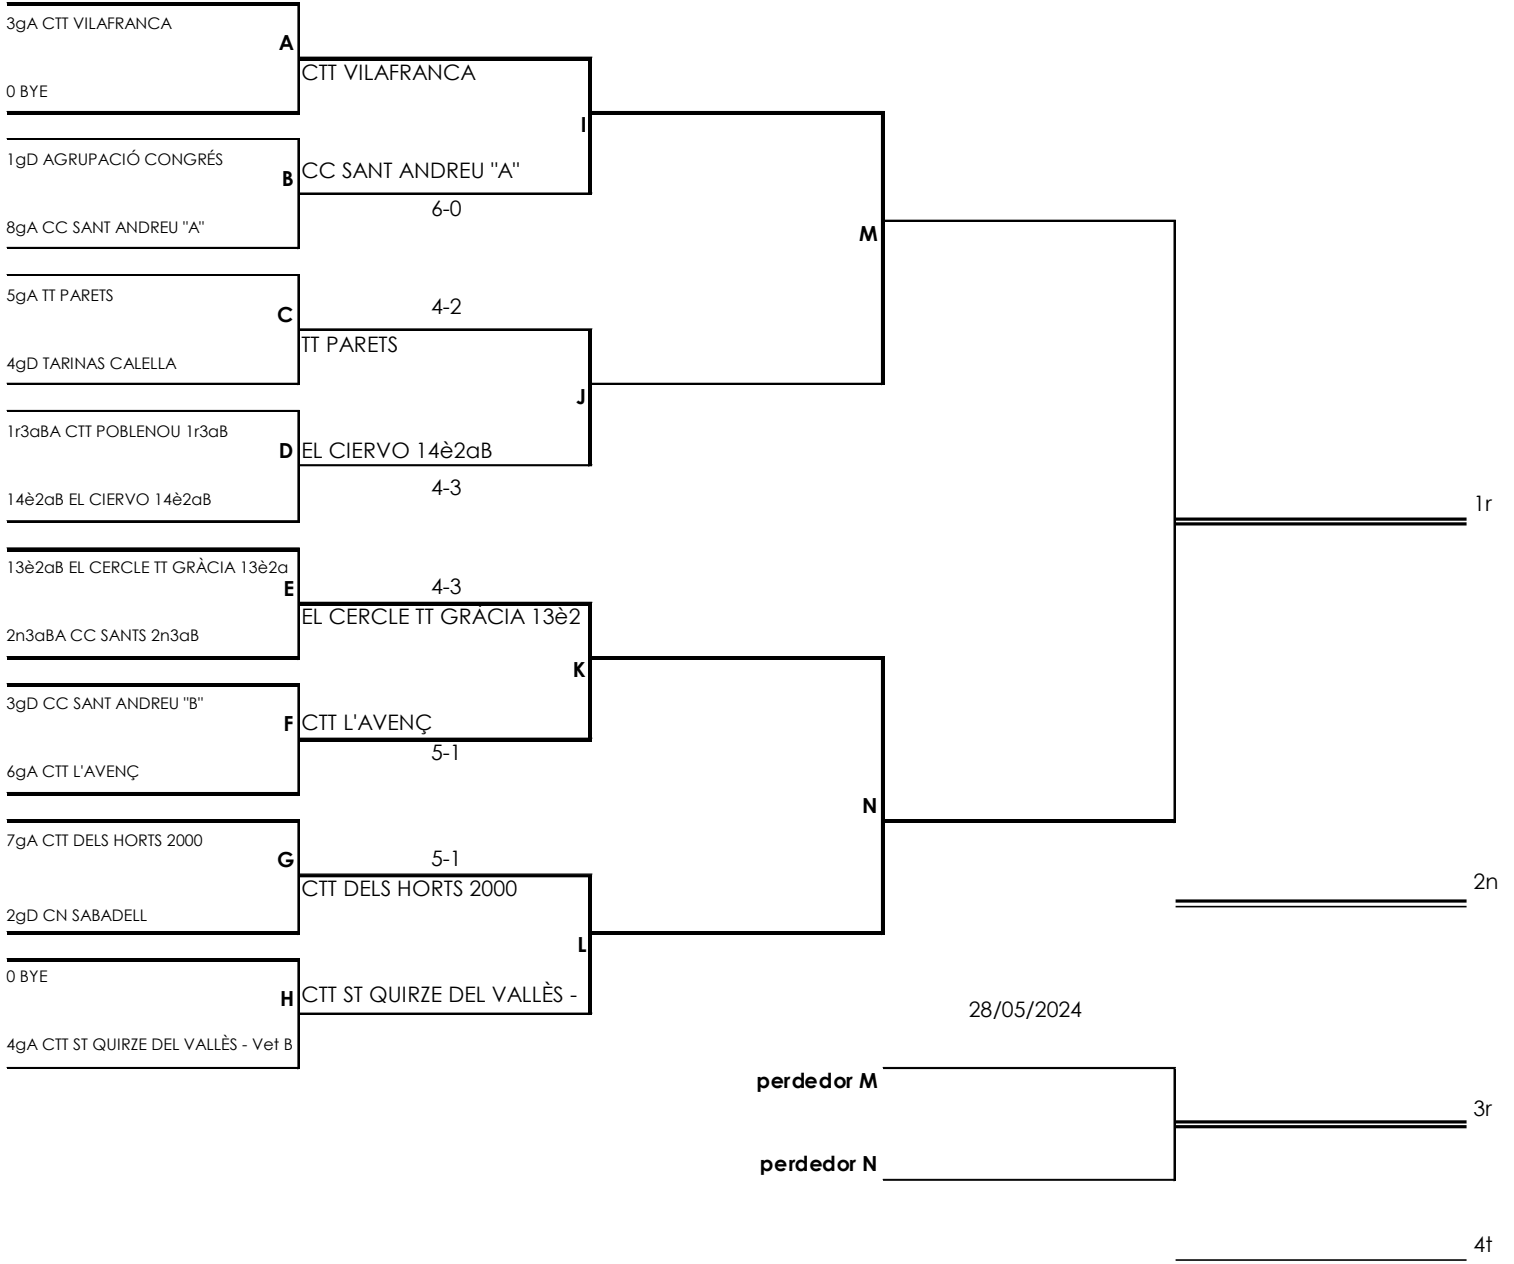 3gA CTT VILAFRANCA
A
CTT VILAFRANCA
0 BYE
I
1gD AGRUPACIÓ CONGRÉS
B
CC SANT ANDREU "A"
6-0
8gA CC SANT ANDREU "A"
M
5gA TT PARETS
C
4-2
TT PARETS
4gD TARINAS CALELLA
J
1r3aBA CTT POBLENOU 1r3aB
D
EL CIERVO 14è2aB
4-3
14è2aB EL CIERVO 14è2aB
1r
13è2aB EL CERCLE TT GRÀCIA 13è2a
E
4-3
EL CERCLE TT GRÀCIA 13è2
2n3aBA CC SANTS 2n3aB
K
3gD CC SANT ANDREU "B"
F
CTT L'AVENÇ
5-1
6gA CTT L'AVENÇ
N
7gA CTT DELS HORTS 2000
G
5-1
CTT DELS HORTS 2000
2n
2gD CN SABADELL
L
0 BYE
H
CTT ST QUIRZE DEL VALLÈS -
28/05/2024
4gA CTT ST QUIRZE DEL VALLÈS - Vet B
perdedor M
3r
perdedor N
4t